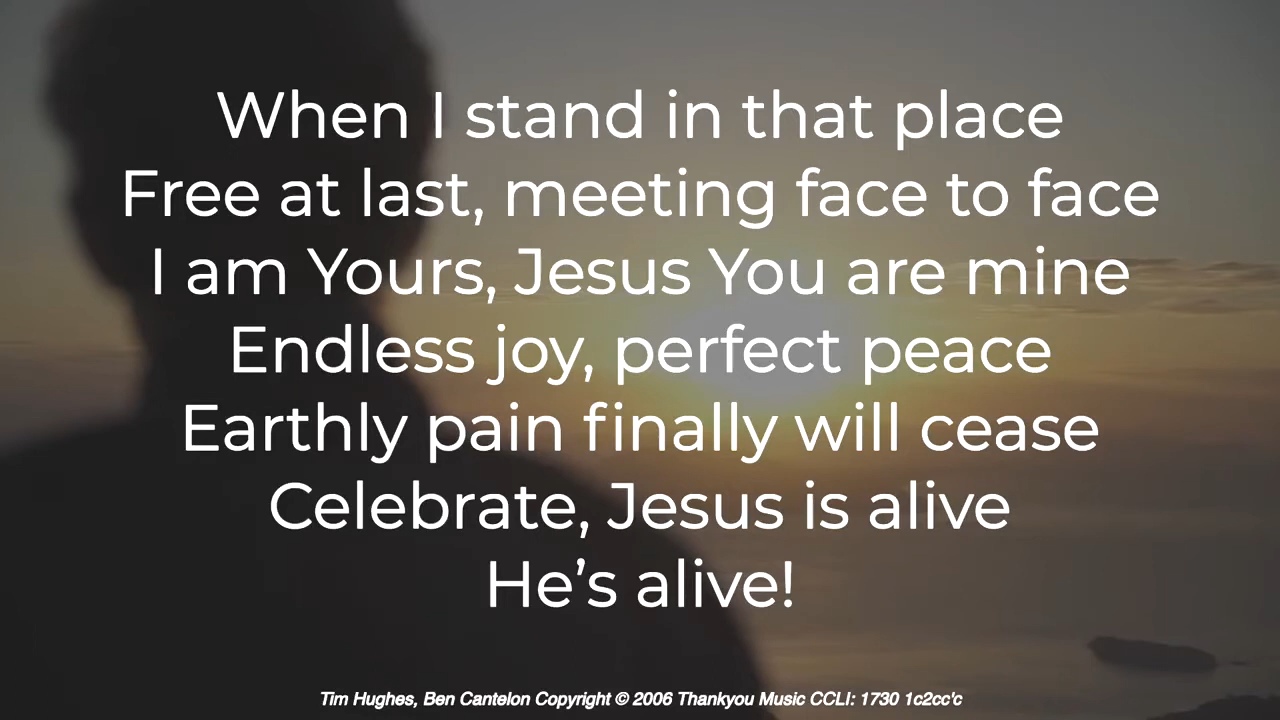 When I stand in that place
Free at last, meeting face to face
I am Yours, Jesus You are mine
Endless joy, perfect peace
Earthly pain finally will cease
Celebrate, Jesus is alive
He’s alive!
Tim Hughes, Ben Cantelon Copyright © 2006 Thankyou Music CCLI: 1730 1c2cc'c